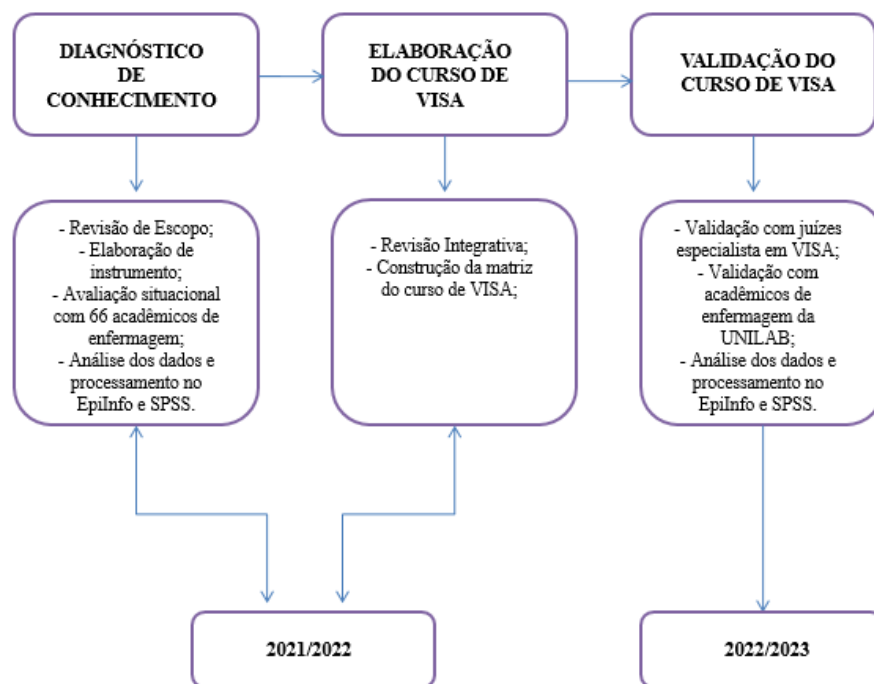 DIAGNÓSTICO
DE
CONHECIMENTO
ELABORAÇÃO
DO CURSO DE
VISA
VALIDAÇÃO DO
CURSO DE VISA
- Revisão de Escopo;
- Elaboração de
instrumento;
- Avaliação situacional
com 66 acadêmicos de
enfermagem;
- Análise dos dados e
processamento no
EpiInfo e SPSS.
- Revisão Integrativa;
- Construção da matriz
do curso de VISA;
- Validação com juízes
especialista em VISA;
- Validação com
acadêmicos de
enfermagem da
UNILAB;
- Análise dos dados e
processamento no
EpiInfo e SPSS.
2021/2022
2022/2023